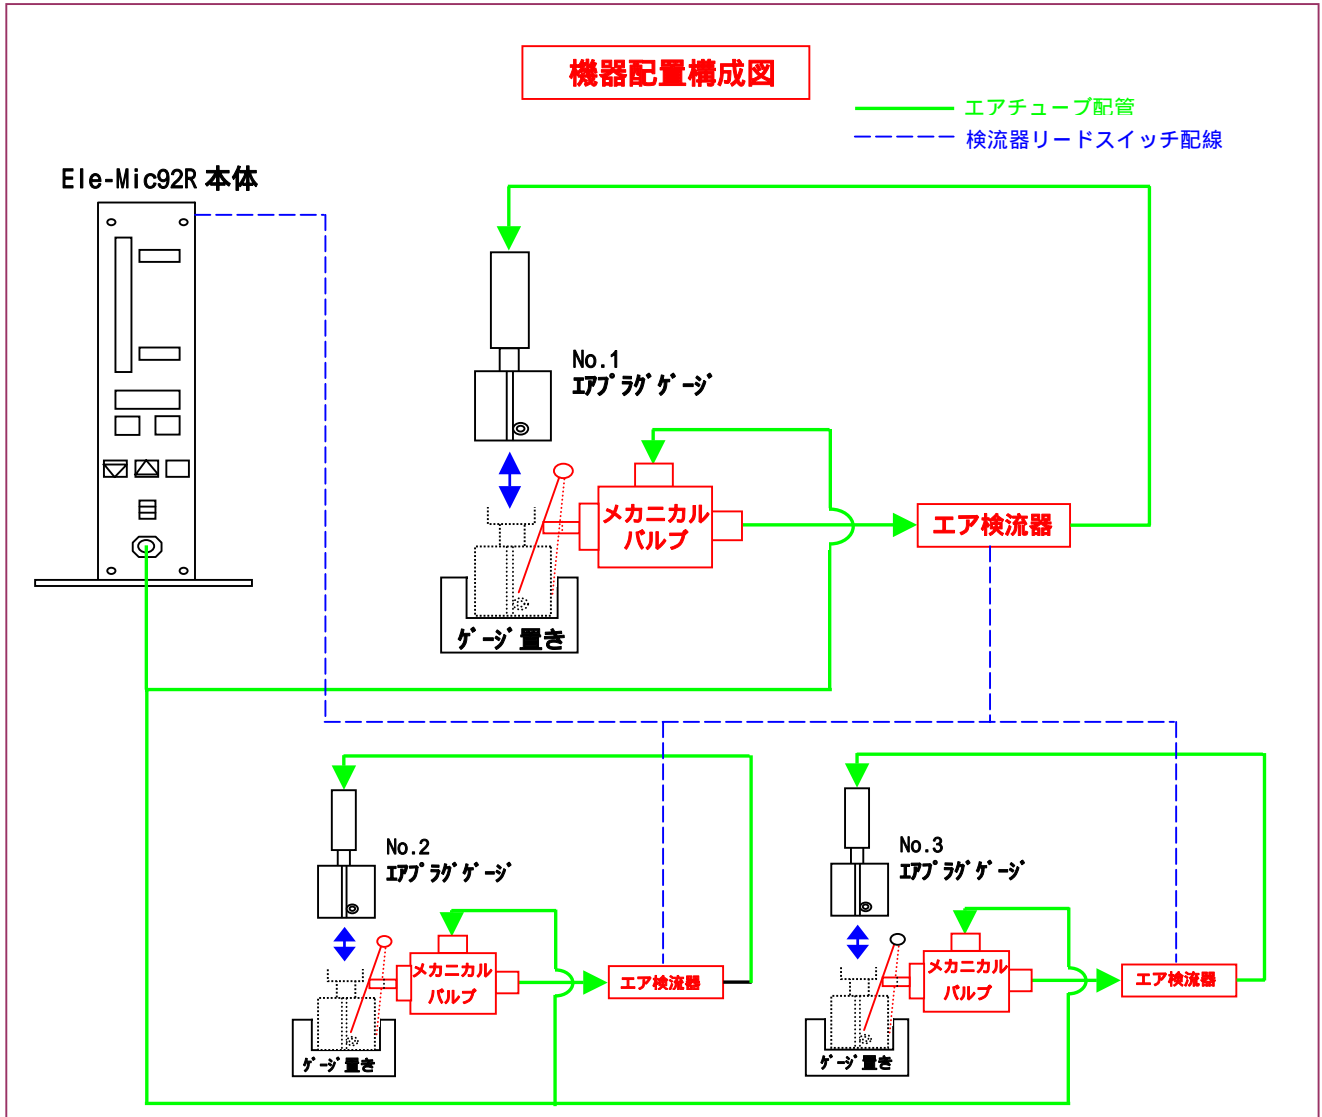 機器配置構成図
エアチューブ配管
検流器リードスイッチ配線
Ele-Mic92R 本体
No.1
ｴｱﾌﾟﾗｸﾞｹﾞｰｼﾞ
メカニカル
バルブ
エア検流器
ｹﾞｰｼﾞ置き
No.2
ｴｱﾌﾟﾗｸﾞｹﾞｰｼﾞ
メカニカル
バルブ
エア検流器
ｹﾞｰｼﾞ置き
No.3
ｴｱﾌﾟﾗｸﾞｹﾞｰｼﾞ
メカニカル
バルブ
エア検流器
ｹﾞｰｼﾞ置き